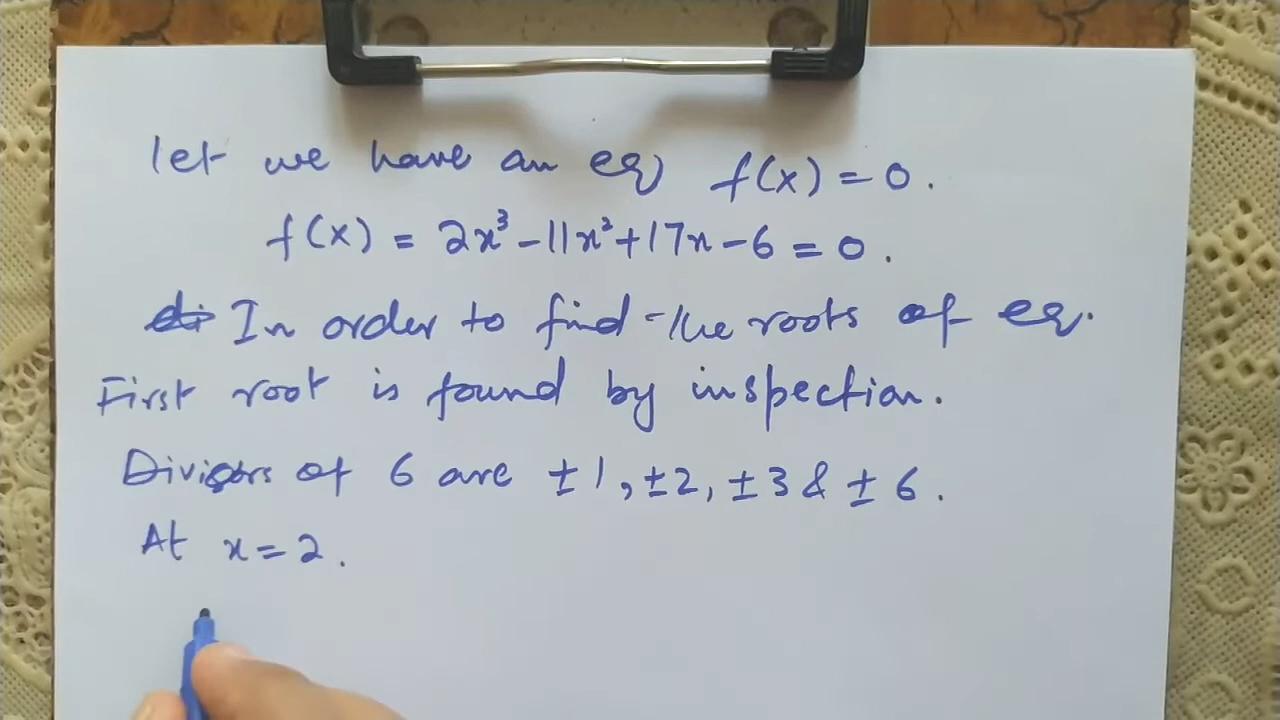 let we have an eq f(x) = 0.
f(x) = 2x³ - 11x² + 17x - 6 = 0.
In order to find the roots of eq.
First root is found by inspection.
Divisors of 6 are ±1, ±2, ±3 & ±6.
At x = 2.